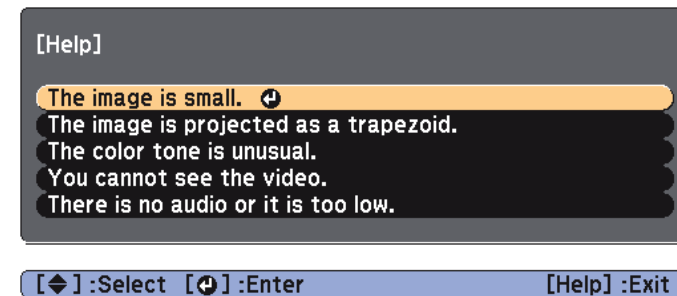 [Help]
The image is small.
The image is projected as a trapezoid.
The color tone is unusual.
You cannot see the video.
There is no audio or it is too low.
[◆] :Select [↵] :Enter [Help] :Exit